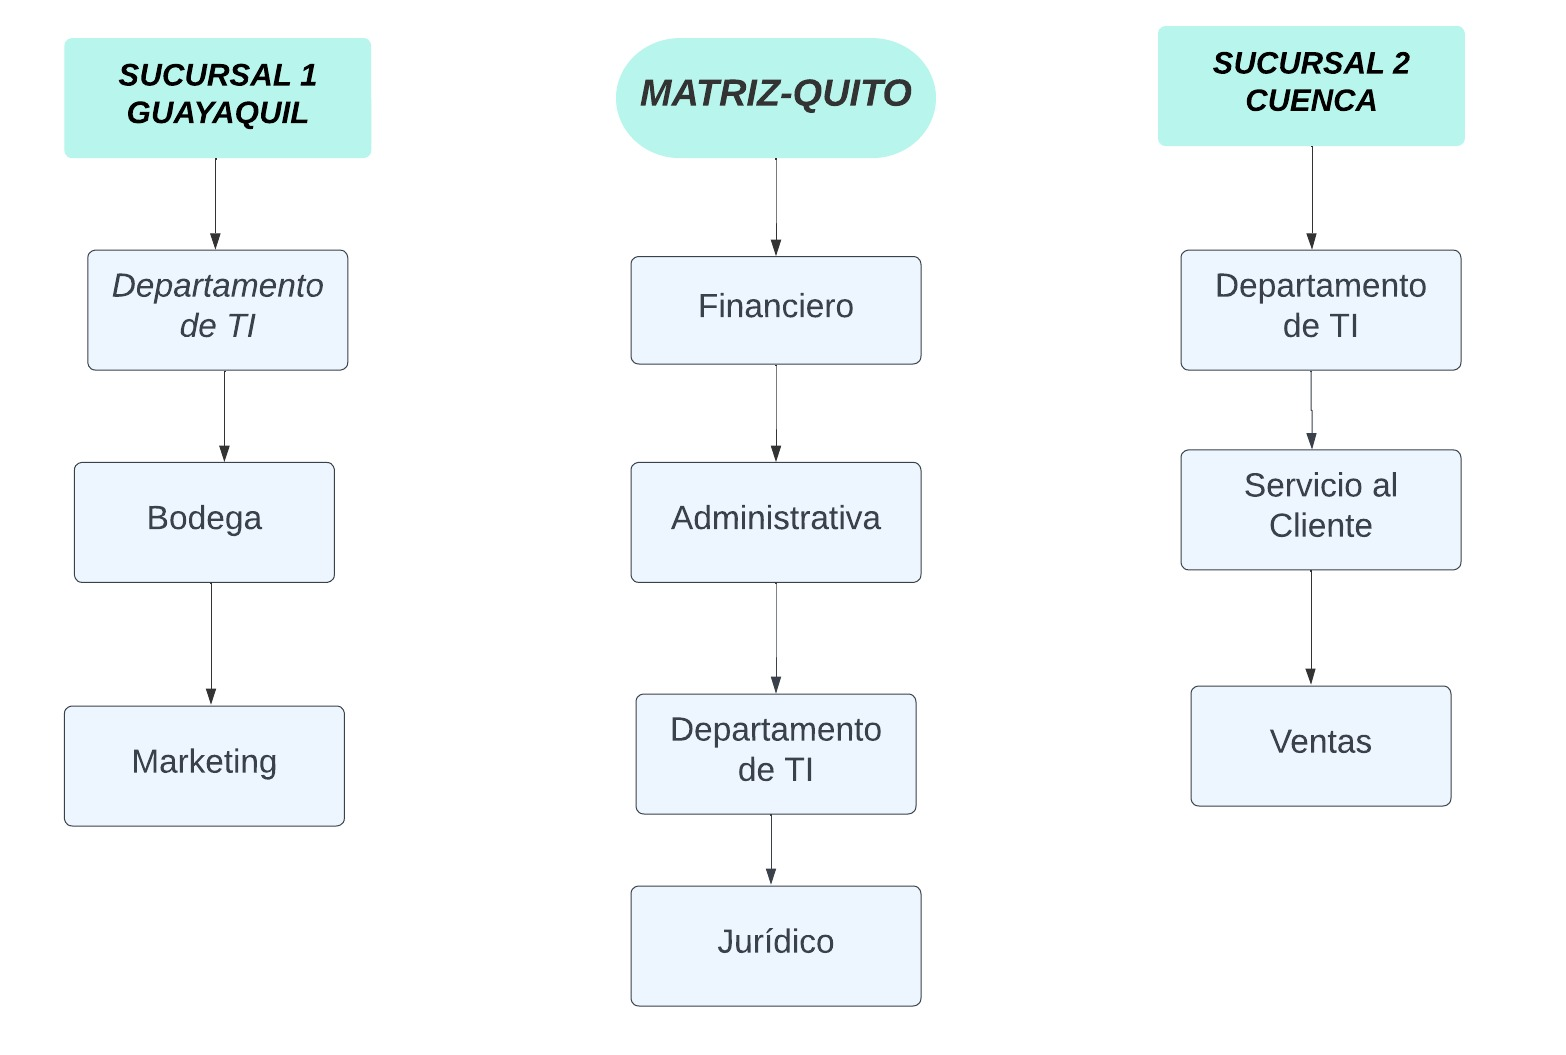 SUCURSAL 1
GUAYAQUIL
Departamento
de TI
Bodega
Marketing
MATRIZ-QUITO
Financiero
Administrativa
Departamento
de TI
Jurídico
SUCURSAL 2
CUENCA
Departamento
de TI
Servicio al
Cliente
Ventas